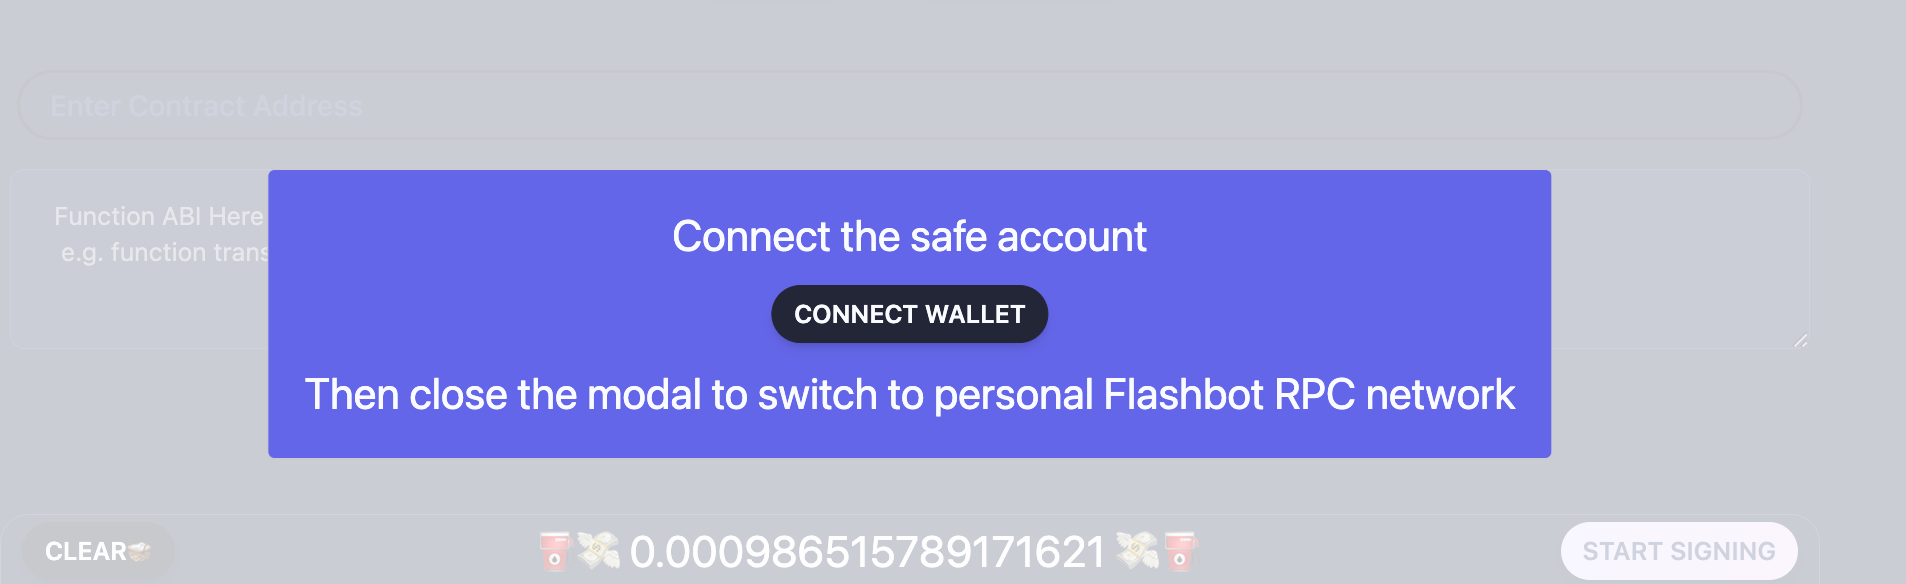 Enter Contract Address
Function ABI Here
e.g. function trans
Connect the safe account
CONNECT WALLET
Then close the modal to switch to personal Flashbot RPC network
CLEAR
0.000986515789171621
START SIGNING